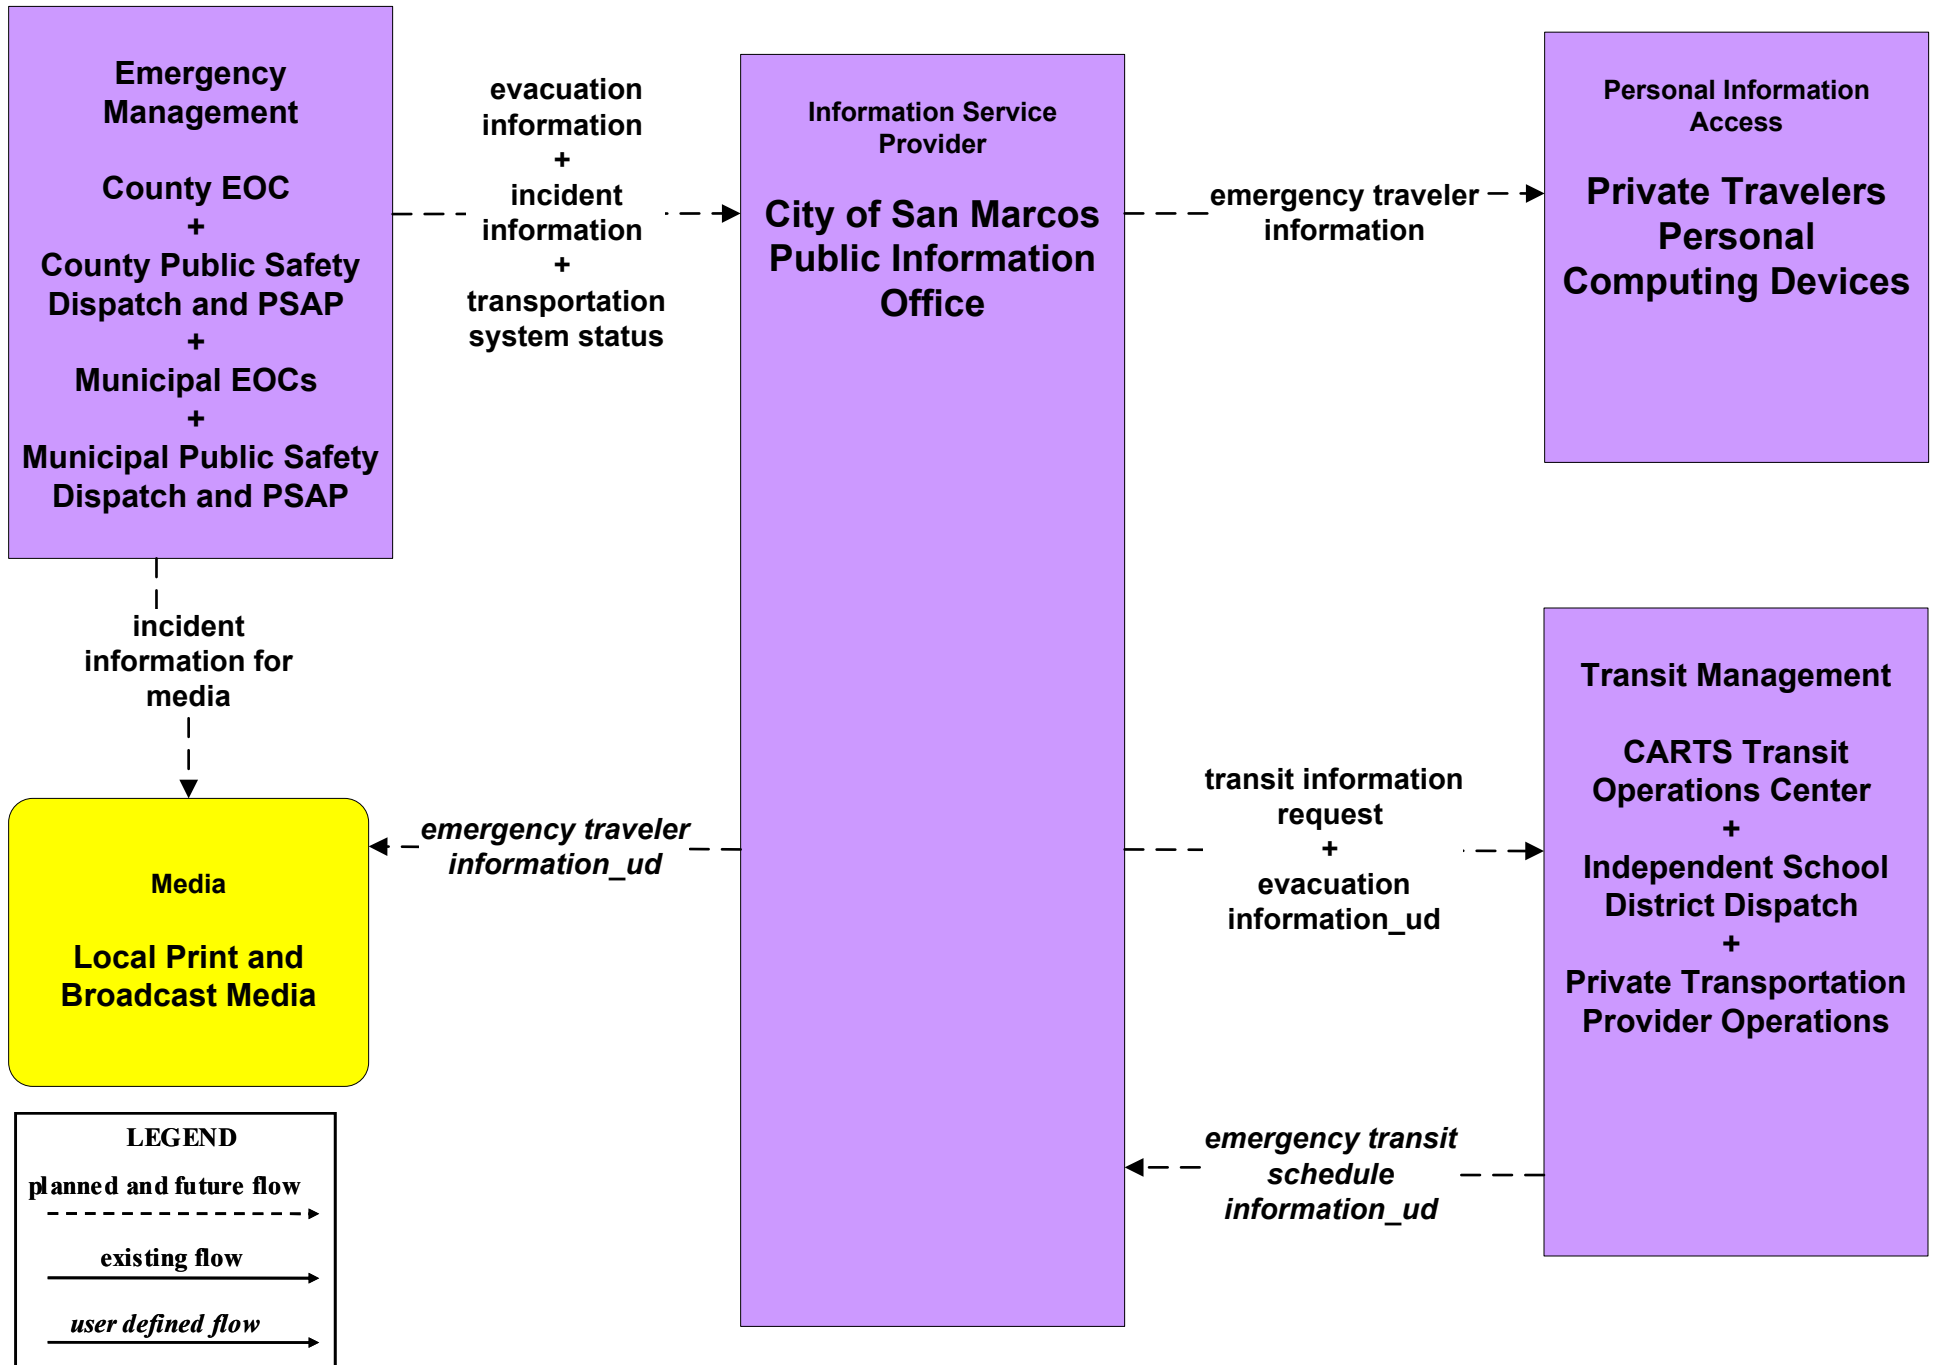 Emergency
Management
County EOC
+
County Public Safety
Dispatch and PSAP
+
Municipal EOCs
+
Municipal Public Safety
Dispatch and PSAP
evacuation
information
+
incident
information
+
transportation
system status
Information Service
Provider
City of San Marcos
Public Information
Office
emergency traveler
information
Personal Information
Access
Private Travelers
Personal
Computing Devices
incident
information for
media
Media
Local Print and
Broadcast Media
emergency traveler
information_ud
transit information
request
+
evacuation
information_ud
Transit Management
CARTS Transit
Operations Center
+
Independent School
District Dispatch
+
Private Transportation
Provider Operations
emergency transit
schedule
information_ud
LEGEND
planned and future flow
existing flow
user defined flow